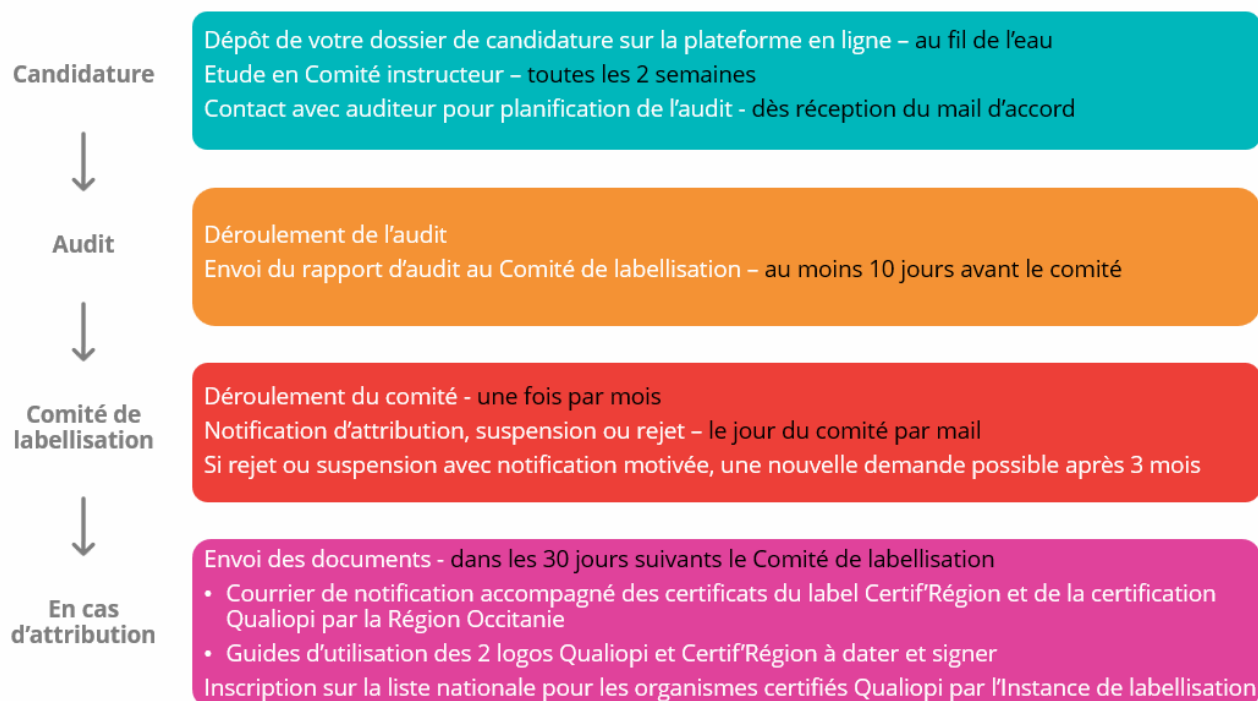 Candidature
Dépôt de votre dossier de candidature sur la plateforme en ligne – au fil de l’eau
Etude en Comité instructeur – toutes les 2 semaines
Contact avec auditeur pour planification de l’audit - dès réception du mail d’accord
Audit
Déroulement de l’audit
Envoi du rapport d’audit au Comité de labellisation – au moins 10 jours avant le comité
Comité de
labellisation
Déroulement du comité - une fois par mois
Notification d’attribution, suspension ou rejet – le jour du comité par mail
Si rejet ou suspension avec notification motivée, une nouvelle demande possible après 3 mois
En cas
d’attribution
Envoi des documents - dans les 30 jours suivants le Comité de labellisation
• Courrier de notification accompagné des certificats du label Certif’Région et de la certification
Qualiopi par la Région Occitanie
• Guides d’utilisation des 2 logos Qualiopi et Certif’Région à dater et signer
Inscription sur la liste nationale pour les organismes certifiés Qualiopi par l’Instance de labellisation